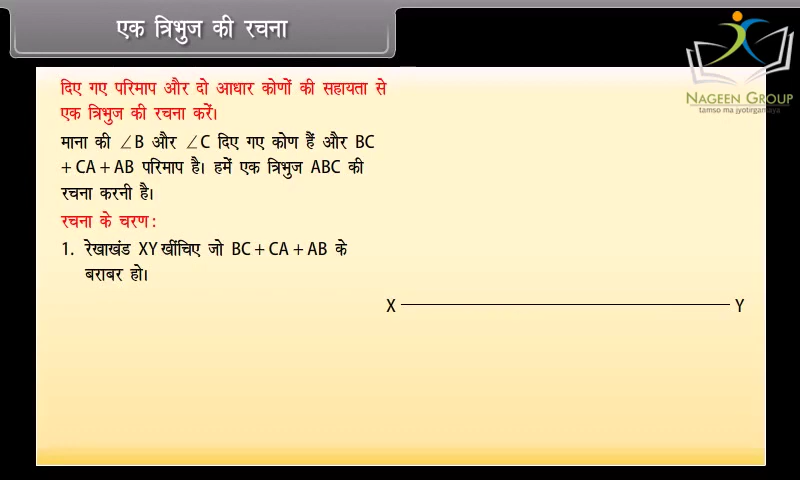 एक त्रिभुज की रचना
NAGEEN GROUP
tamso ma jyotirgamaya
दिए गए परिमाप और दो आधार कोणों की सहायता से
एक त्रिभुज की रचना करें।
माना की ∠B और ∠C दिए गए कोण हैं और BC
+ CA + AB परिमाप है। हमें एक त्रिभुज ABC की
रचना करनी है।
रचना के चरण :
1. रेखाखंड XY खींचिए जो BC + CA + AB के
बराबर हो।
X Y